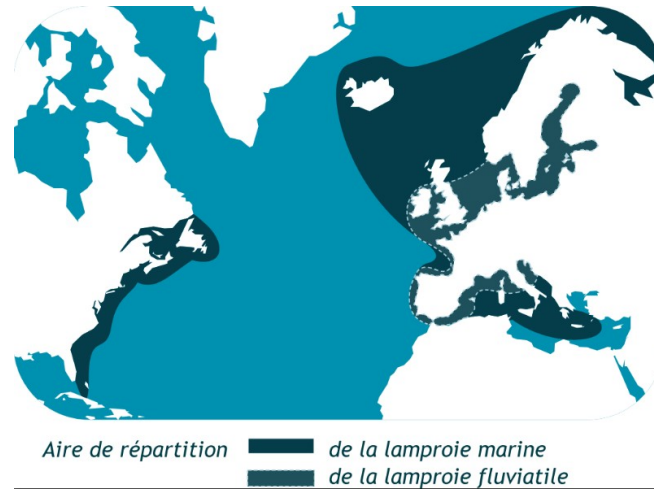 Aire de répartition de la lamproie marine
de la lamproie fluviatile